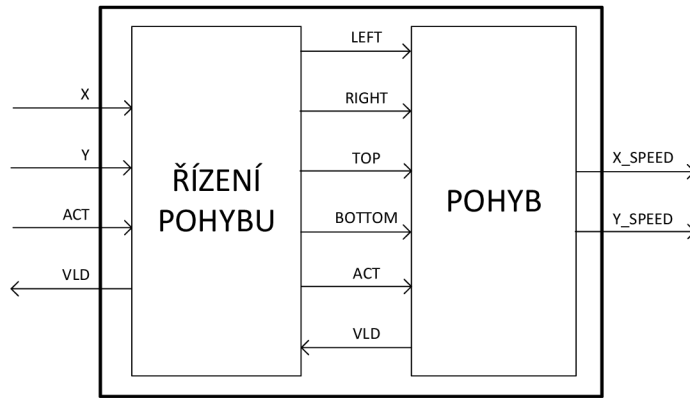 X
Y
ACT
VLD
ŘÍZENÍ
POHYBU
LEFT
RIGHT
TOP
BOTTOM
ACT
VLD
POHYB
X_SPEED
Y_SPEED